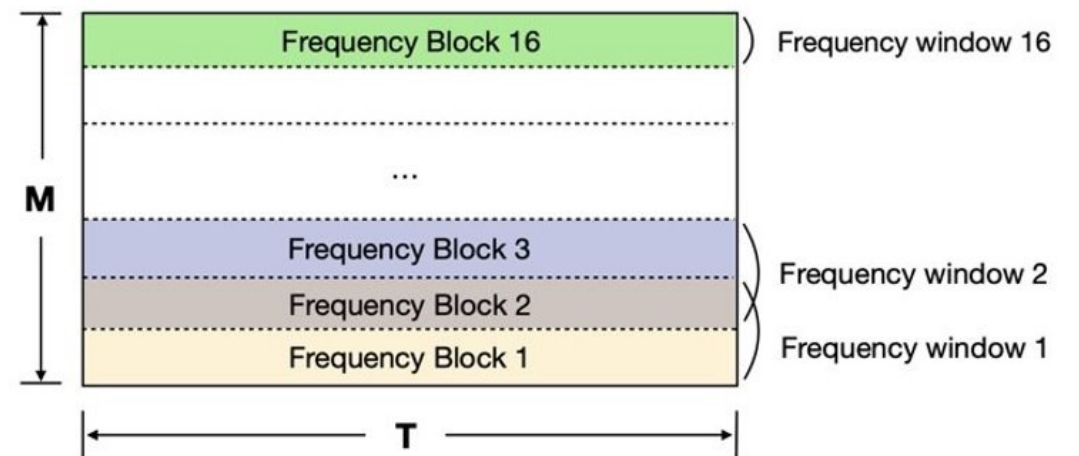 Frequency Block 16
Frequency window 16
M
...
Frequency Block 3
Frequency window 2
Frequency Block 2
Frequency Block 1
Frequency window 1
T